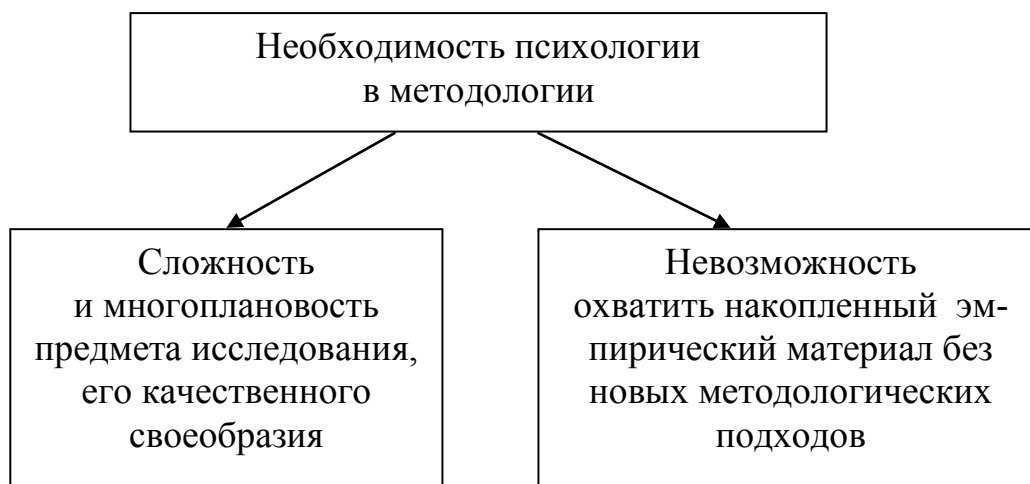 Необходимость психологии
в методологии
Сложность
и многоплановость
предмета исследования,
его качественного
своеобразия
Невозможность
охватить накопленный эм-
пирический материал без
новых методологических
подходов